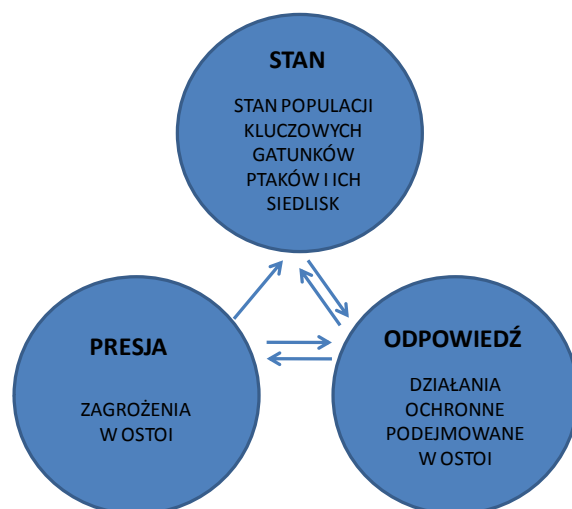 STAN
STAN POPULACJI
KLUCZOWYCH
GATUNKÓW
PTAKÓW I ICH
SIEDLISK
PRESJA
ZAGROŻENIA
W OSTOI
ODPOWIEDŹ
DZIAŁANIA
OCHRONNE
PODEJMOWANE
W OSTOI